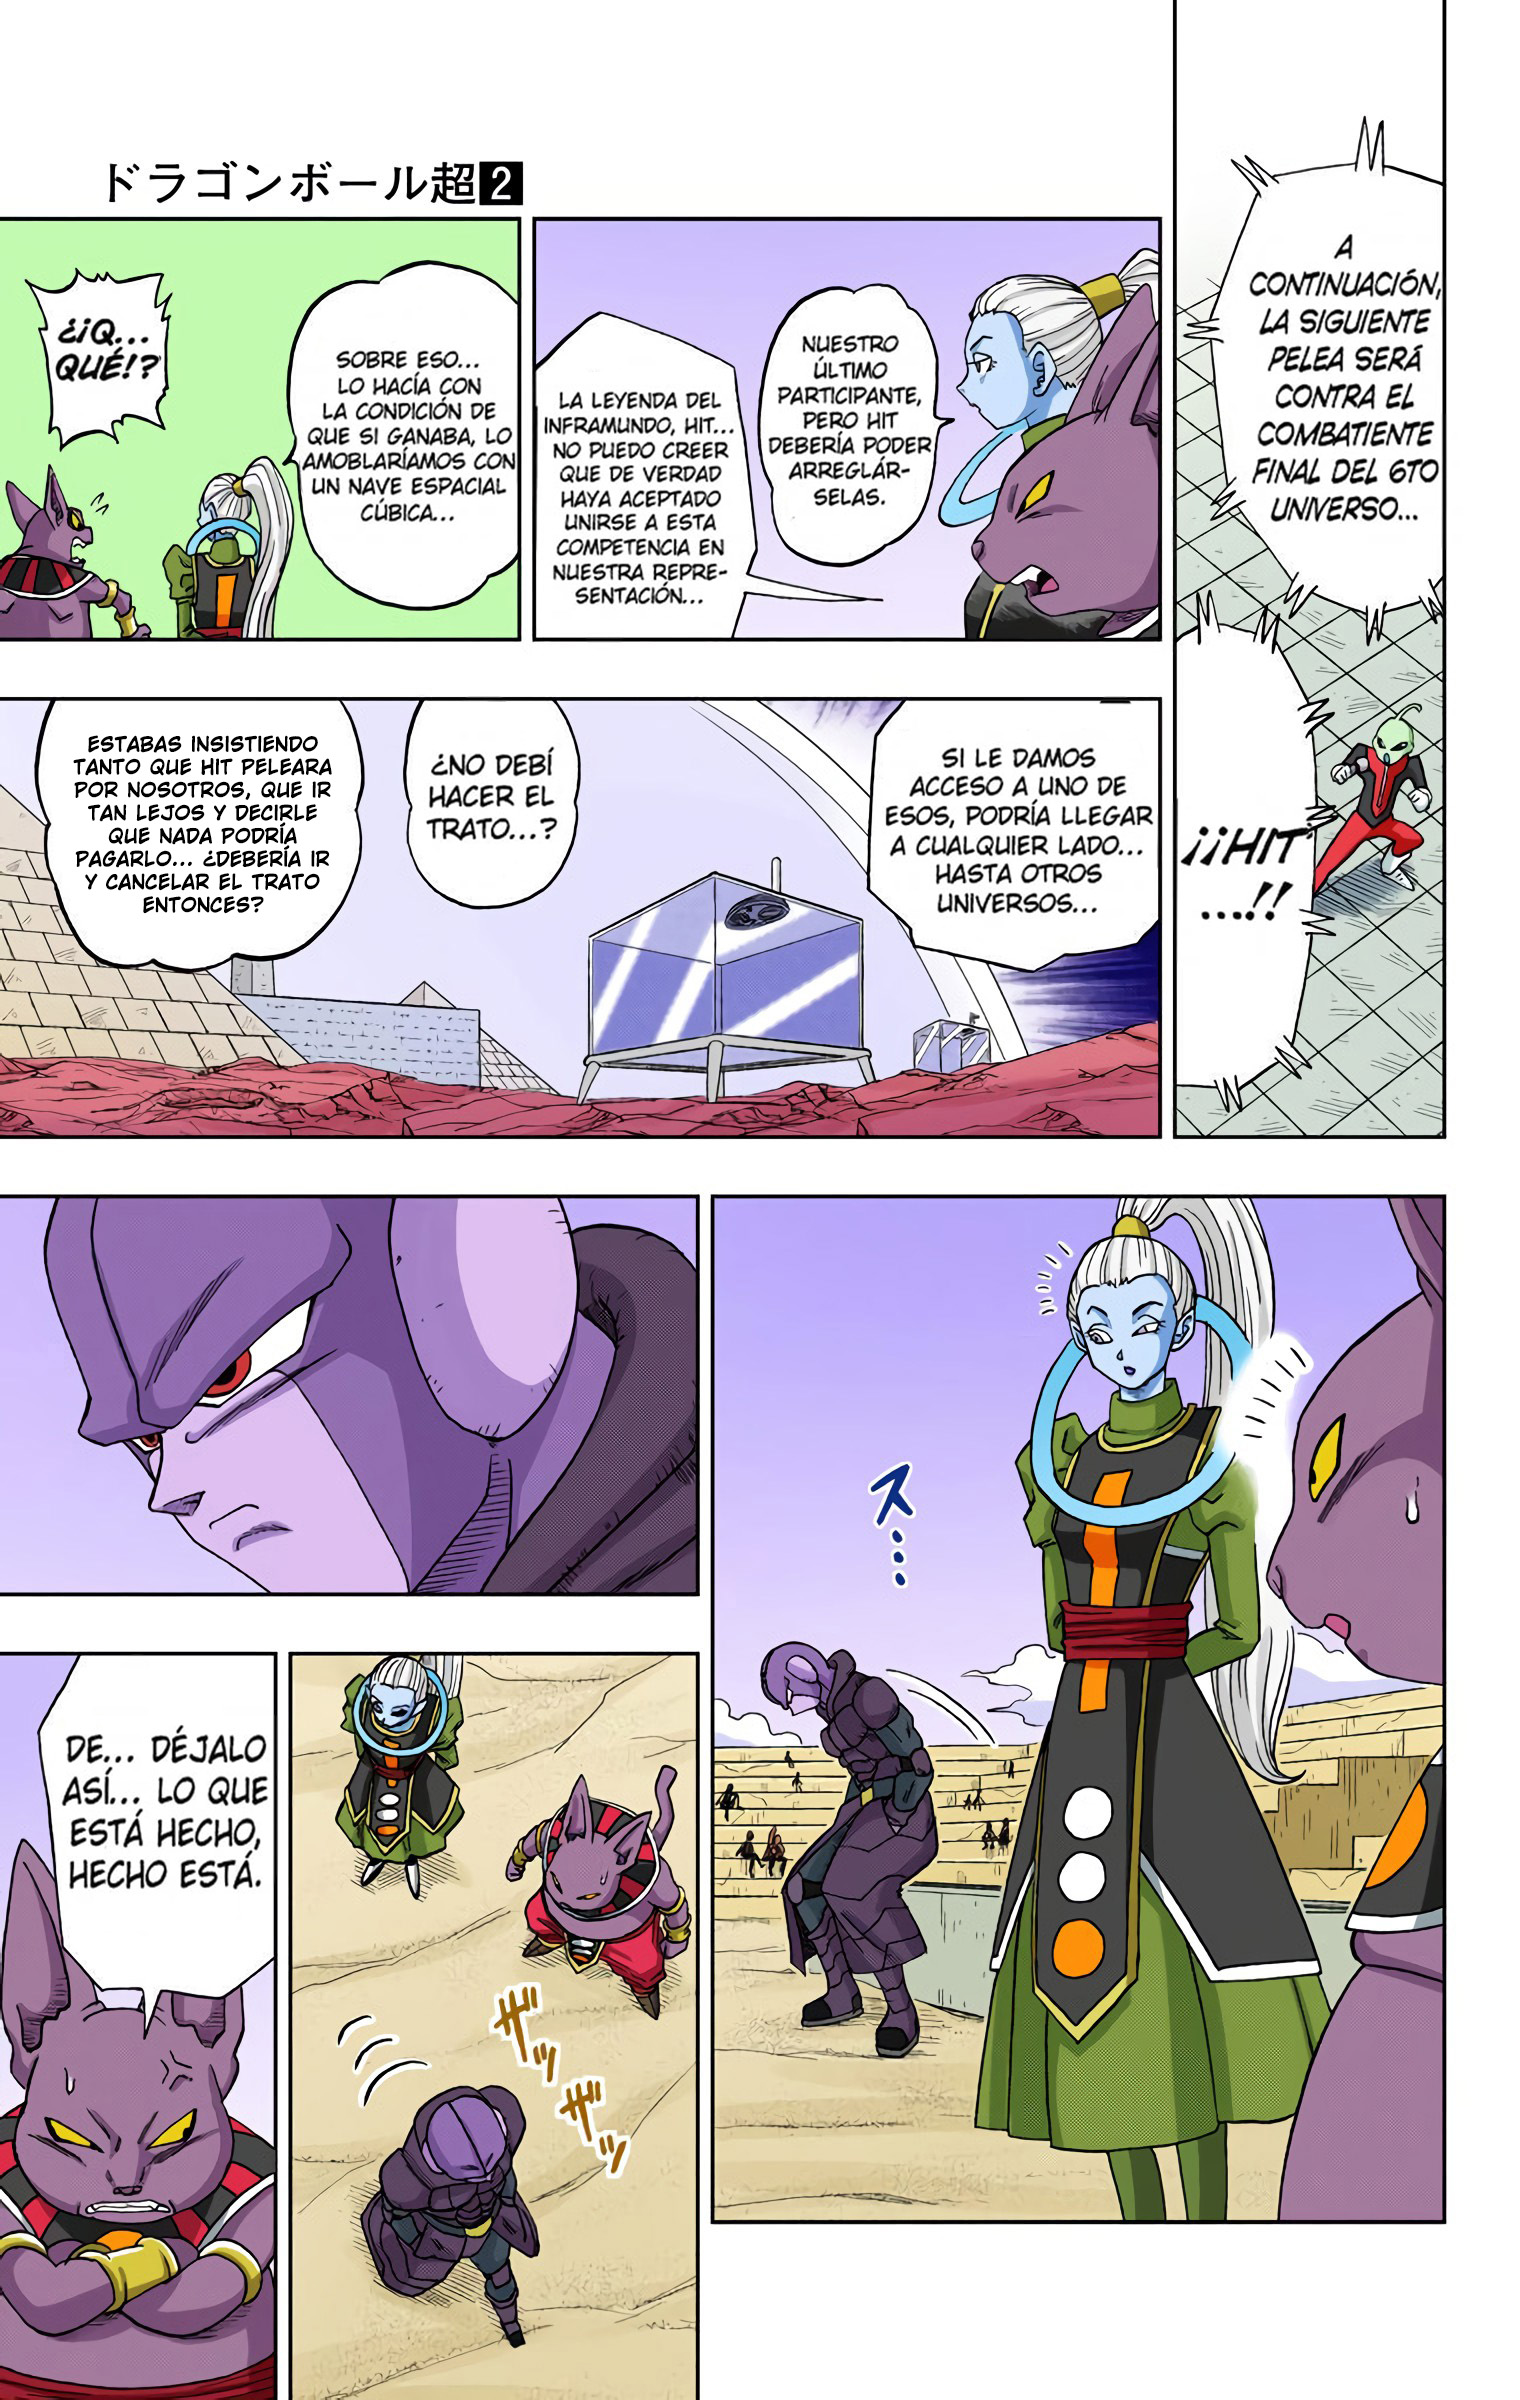 ドラゴンボール超2
A
CONTINUACIÓN,
LA SIGUIENTE
PELEA SERÁ
CONTRA EL
COMBATIENTE
FINAL DEL 6TO
UNIVERSO...
¡¡HIT
...!!
NUESTRO
ÚLTIMO
PARTICIPANTE,
PERO HIT
DEBERÍA PODER
ARREGLÁR-
SELAS.
LA LEYENDA DEL
INFRAMUNDO, HIT...
NO PUEDO CREER
QUE DE VERDAD
HAYA ACEPTADO
UNIRSE A ESTA
COMPETENCIA EN
NUESTRA REPRE-
SENTACIÓN...
SOBRE ESO...
LO HACÍA CON
LA CONDICIÓN DE
QUE SI GANABA, LO
AMOBLARÍAMOS CON
UN NAVE ESPACIAL
CÚBICA...
¿¡Q...
QUÉ!?
SI LE DAMOS
ACCESO A UNO DE
ESOS, PODRÍA LLEGAR
A CUALQUIER LADO...
HASTA OTROS
UNIVERSOS...
¿NO DEBÍ
HACER EL
TRATO...?
ESTABAS INSISTIENDO
TANTO QUE HIT PELEARA
POR NOSOTROS, QUE IR
TAN LEJOS Y DECIRLE
QUE NADA PODRÍA
PAGARLO... ¿DEBERÍA IR
Y CANCELAR EL TRATO
ENTONCES?
ス...
ザッ
ザッ
DE... DÉJALO
ASÍ... LO QUE
ESTÁ HECHO,
HECHO ESTÁ.